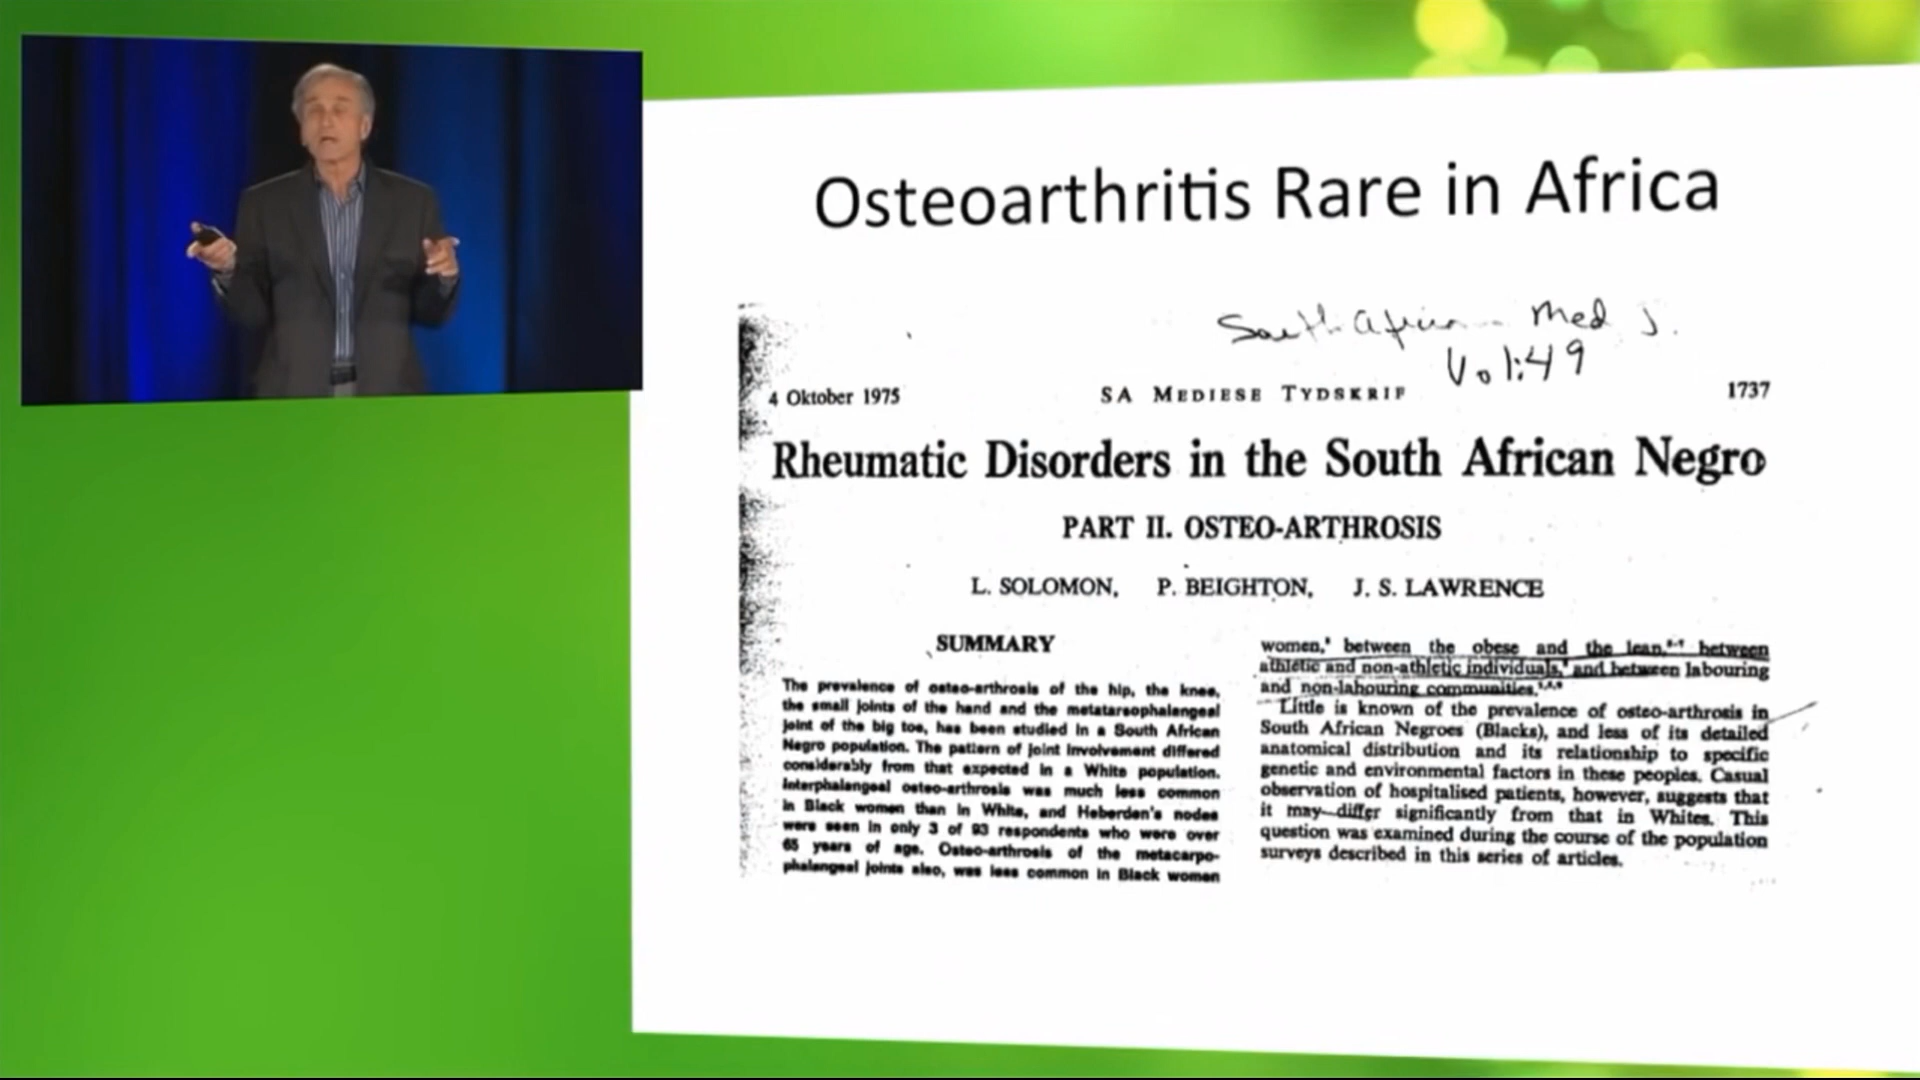 Osteoarthritis Rare in Africa
South African Med J.
Vol:49
4 Oktober 1975 SA MEDIESE TYDSKRIF 1737
Rheumatic Disorders in the South African Negro
PART II. OSTEO-ARTHROSIS
L. SOLOMON, P. BEIGHTON, J. S. LAWRENCE
SUMMARY
The prevalence of osteo-arthrosis of the hip, the knee,
the small joints of the hand and the metatarsophalangeal
joint of the big toe, has been studied in a South African
Negro population. The pattern of joint involvement differed
considerably from that expected in a White population.
Interphalangeal osteo-arthrosis was much less common
in Black women than in White, and Heberden's nodes
were seen in only 3 of 93 respondents who were over
65 years of age. Osteo-arthrosis of the metacarpo-
phalangeal joints also, was less common in Black women
women, between the obese and the lean, between
athletic and non-athletic individuals, and between labouring
and non-labouring communities.
Little is known of the prevalence of osteo-arthrosis in
South African Negroes (Blacks), and less of its detailed
anatomical distribution and its relationship to specific
genetic and environmental factors in these peoples. Casual
observation of hospitalised patients, however, suggests that
it may differ significantly from that in Whites. This
question was examined during the course of the population
surveys described in this series of articles.